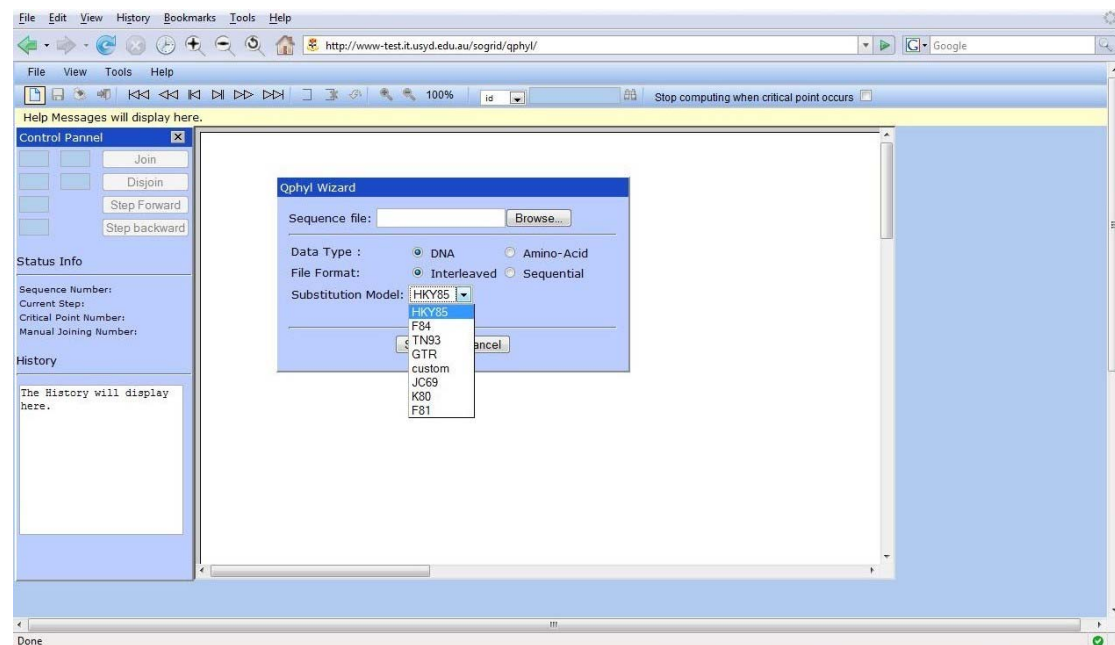 File Edit View History Bookmarks Tools Help
http://www-test.it.usyd.edu.au/sogrid/qphyl/
G Google
File View Tools Help
100% id Stop computing when critical point occurs
Help Messages will display here.
Control Pannel
Join
Disjoin
Step Forward
Step backward
Status Info
Sequence Number:
Current Step:
Critical Point Number:
Manual Joining Number:
History
The History will display
here.
Qphyl Wizard
Sequence file: Browse...
Data Type : DNA Amino-Acid
File Format: Interleaved Sequential
Substitution Model: HKY85
HKY85
F84
TN93
GTR
custom
JC69
K80
F81
Done